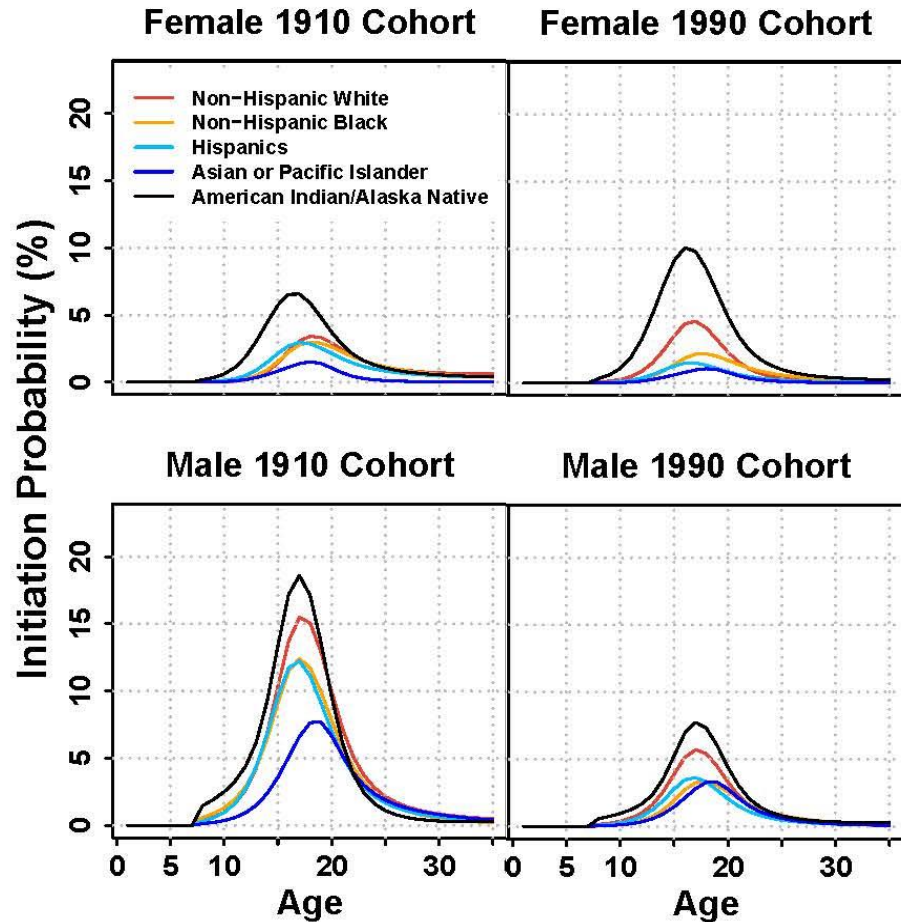 Female 1910 Cohort
Female 1990 Cohort
Non-Hispanic White
Non-Hispanic Black
Hispanics
Asian or Pacific Islander
American Indian/Alaska Native
20
15
10
5
0
Male 1910 Cohort
Male 1990 Cohort
20
15
10
5
0
Initiation Probability (%)
0 10 20 30
0 10 20 30
Age
Age